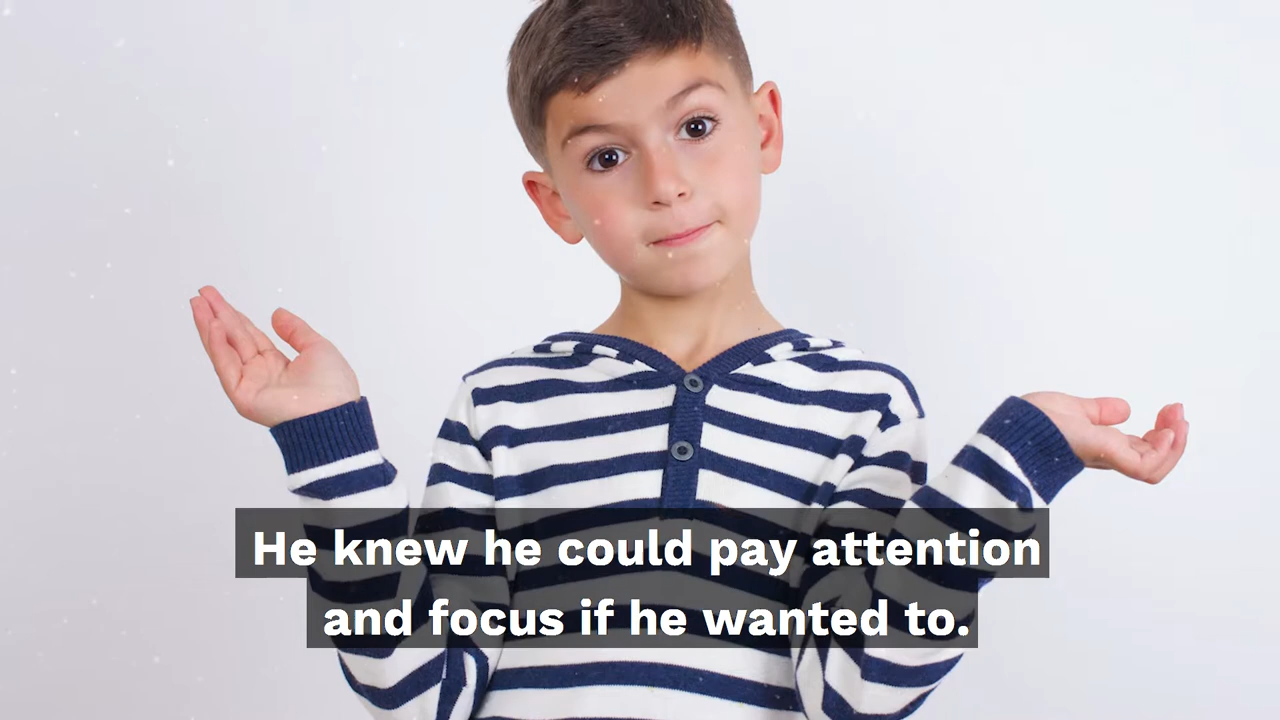 He knew he could pay attention
and focus if he wanted to.